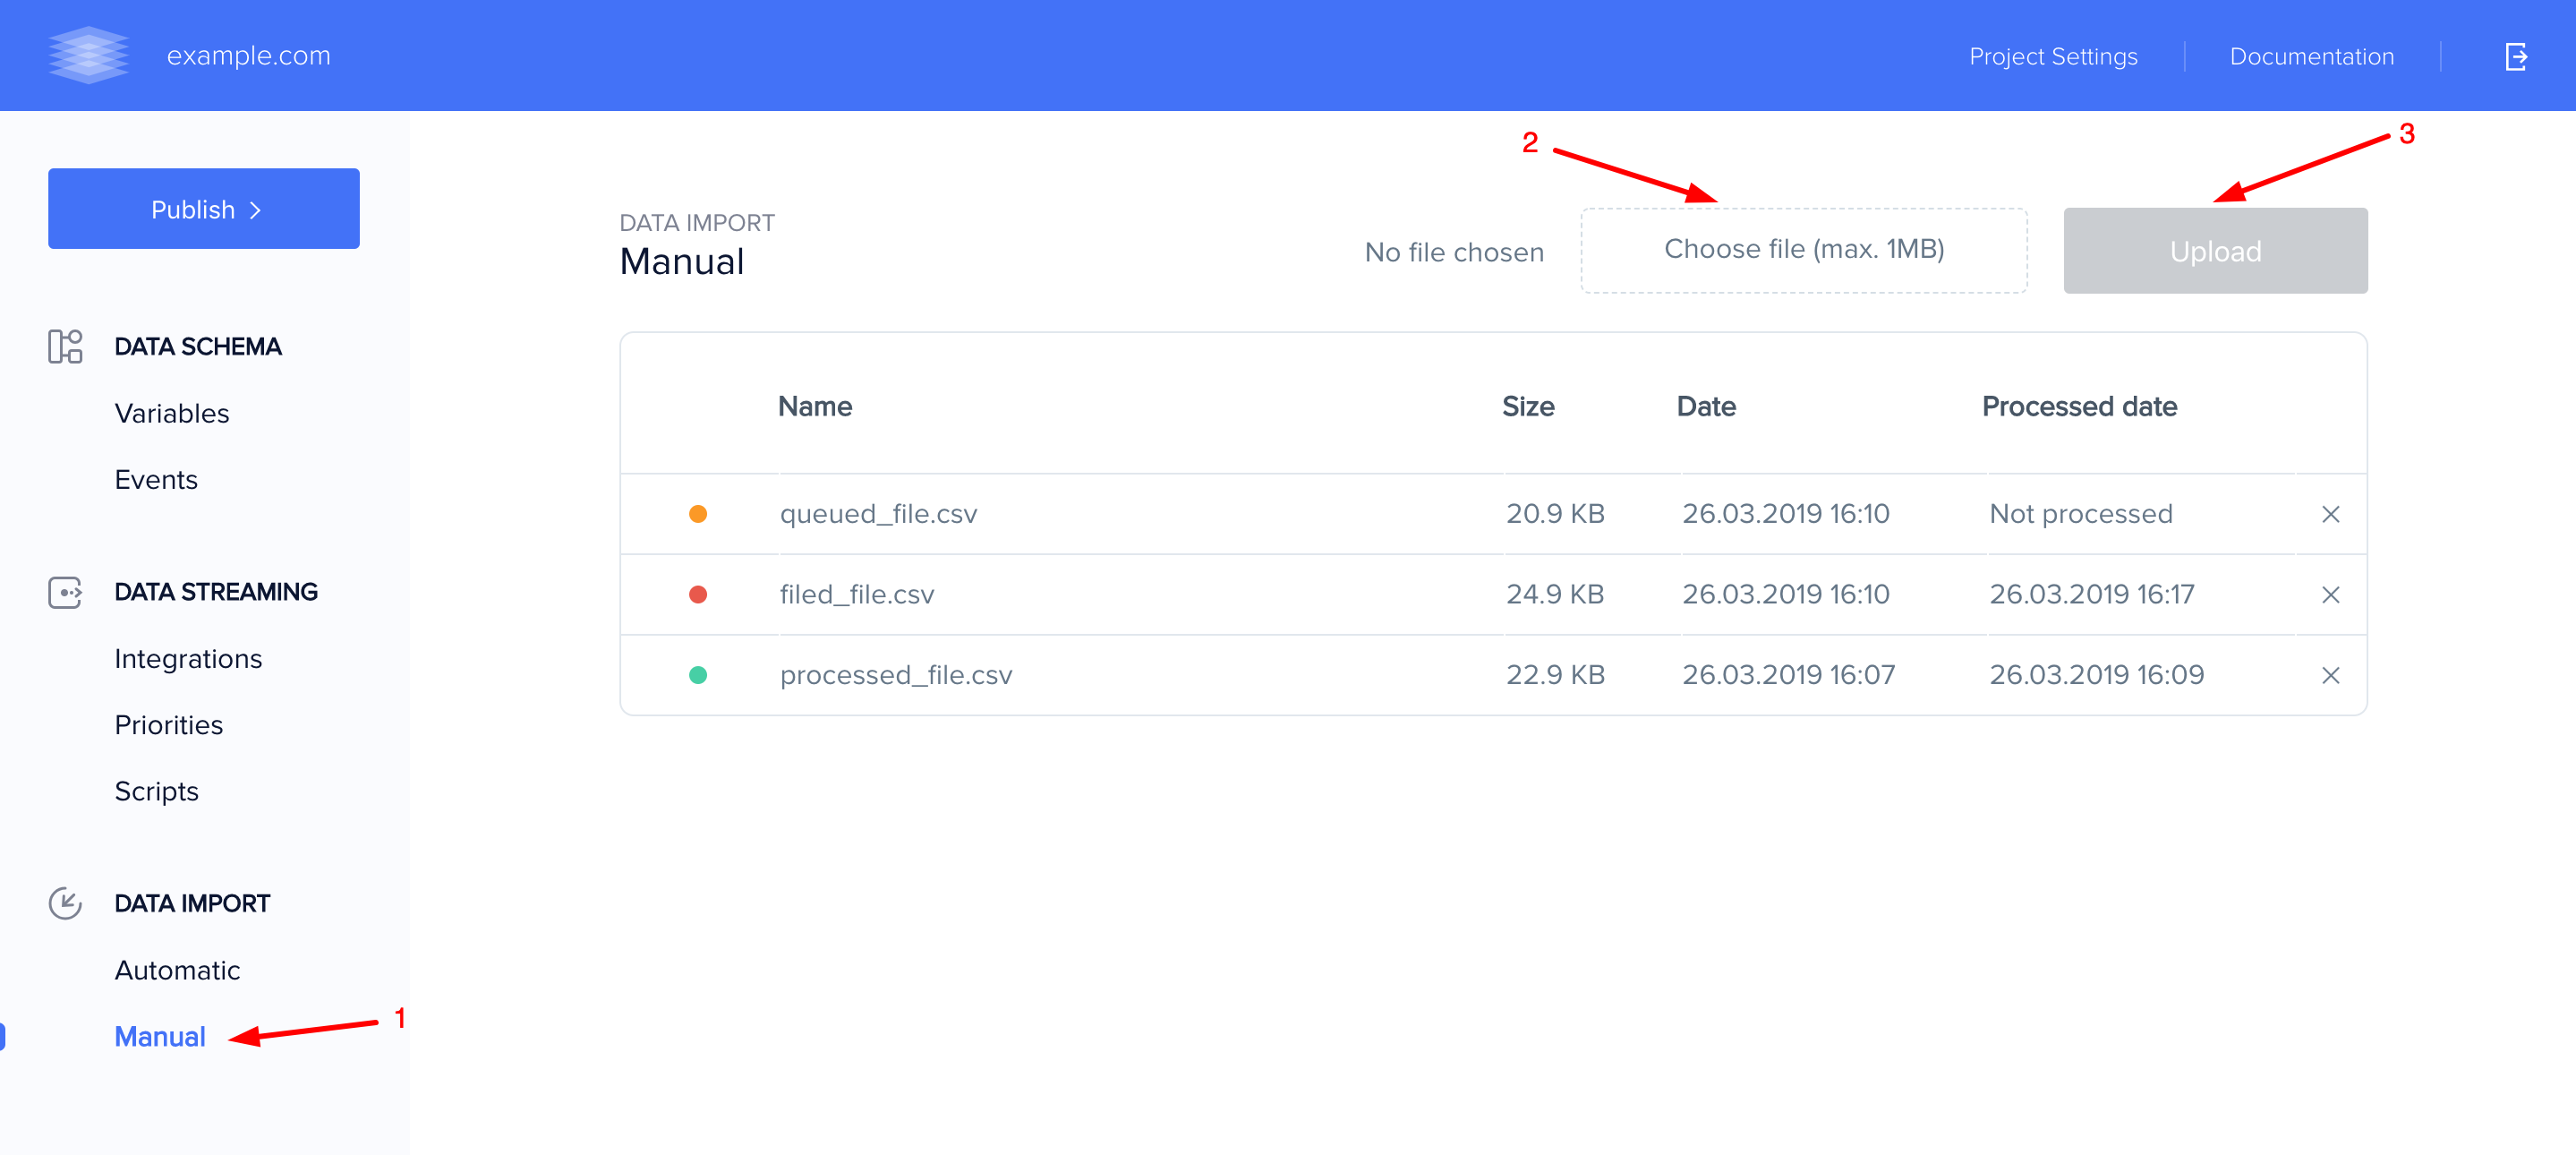 example.com
Project Settings
Documentation
2
3
Publish
DATA IMPORT
Manual
No file chosen
Choose file (max. 1MB)
Upload
DATA SCHEMA
Variables
Events
DATA STREAMING
Integrations
Priorities
Scripts
DATA IMPORT
Automatic
Manual
1
Name Size Date Processed date
queued_file.csv 20.9 KB 26.03.2019 16:10 Not processed
filed_file.csv 24.9 KB 26.03.2019 16:10 26.03.2019 16:17
processed_file.csv 22.9 KB 26.03.2019 16:07 26.03.2019 16:09